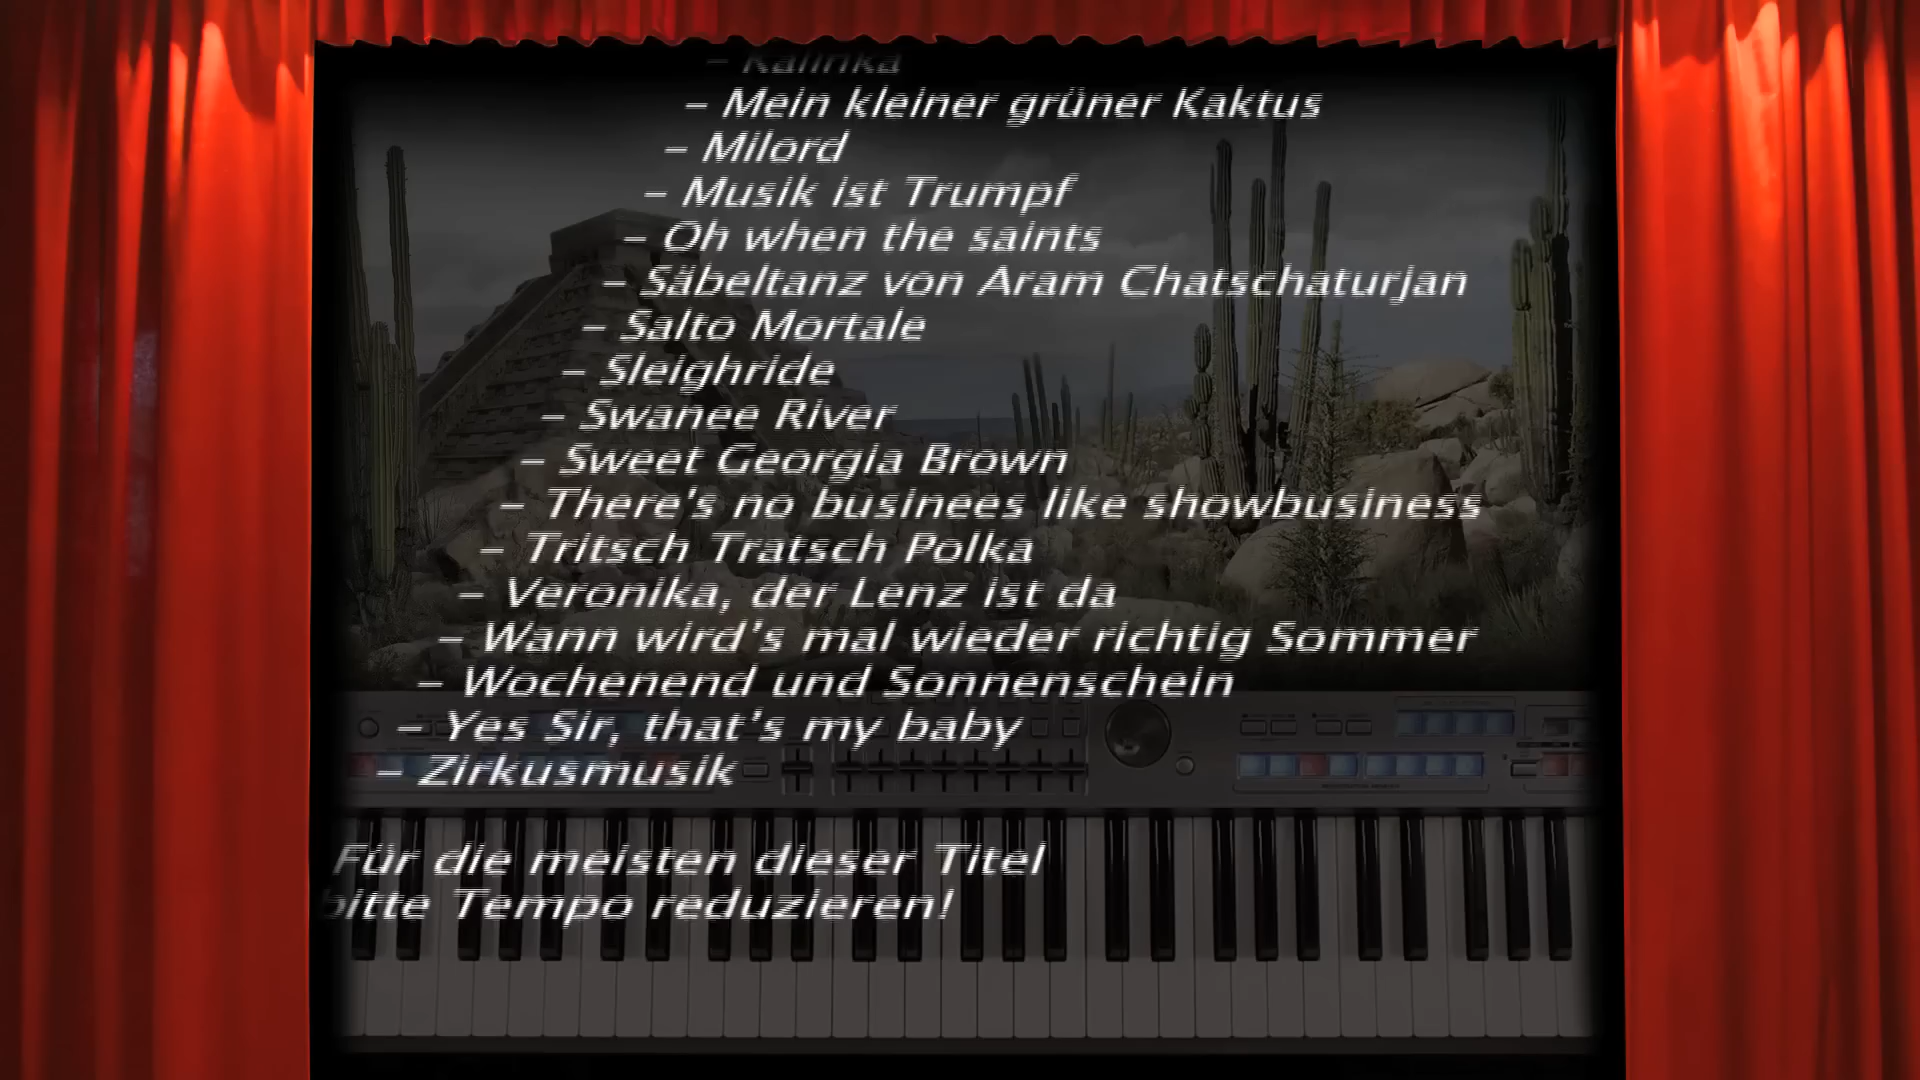 – Kalinka
– Mein kleiner grüner Kaktus
– Milord
– Musik ist Trumpf
– Oh when the saints
– Säbeltanz von Aram Chatschaturjan
– Salto Mortale
– Sleighride
– Swanee River
– Sweet Georgia Brown
– There's no businees like showbusiness
– Tritsch Tratsch Polka
– Veronika, der Lenz ist da
– Wann wird's mal wieder richtig Sommer
– Wochenend und Sonnenschein
– Yes Sir, that's my baby
– Zirkusmusik
Für die meisten dieser Titel
bitte Tempo reduzieren!